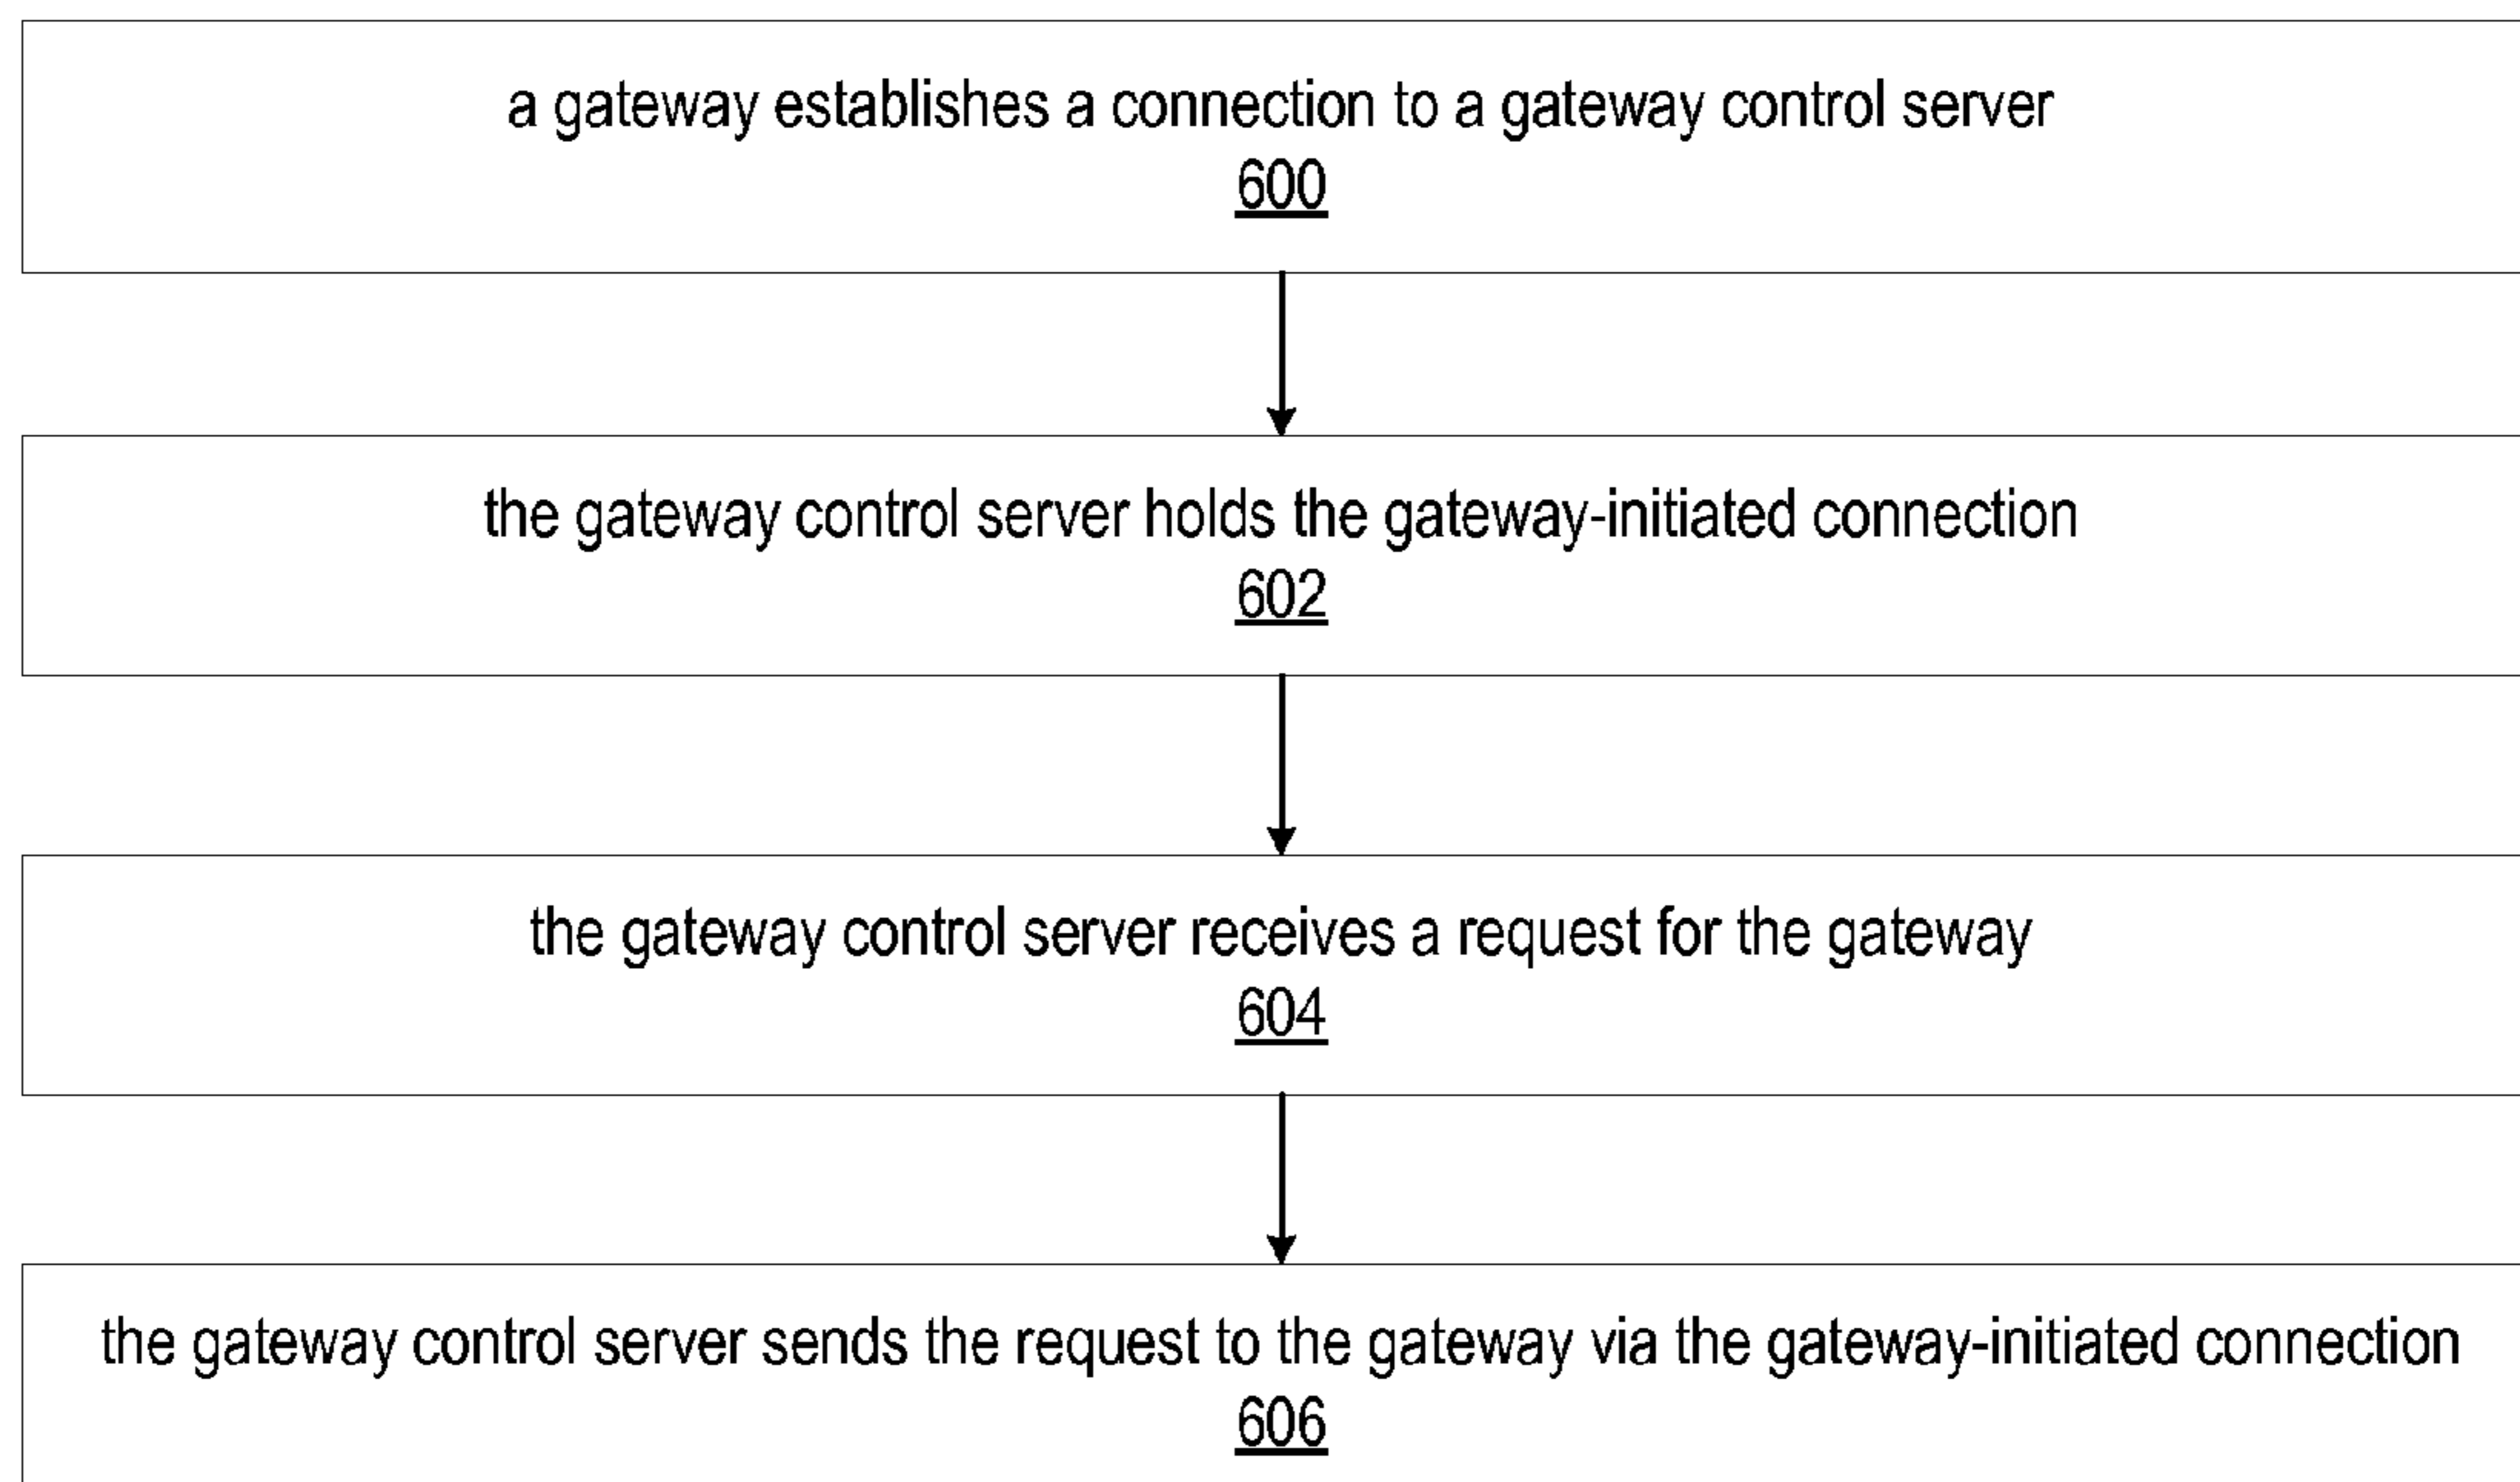 a gateway establishes a connection to a gateway control server
600
the gateway control server holds the gateway-initiated connection
602
the gateway control server receives a request for the gateway
604
the gateway control server sends the request to the gateway via the gateway-initiated connection
606